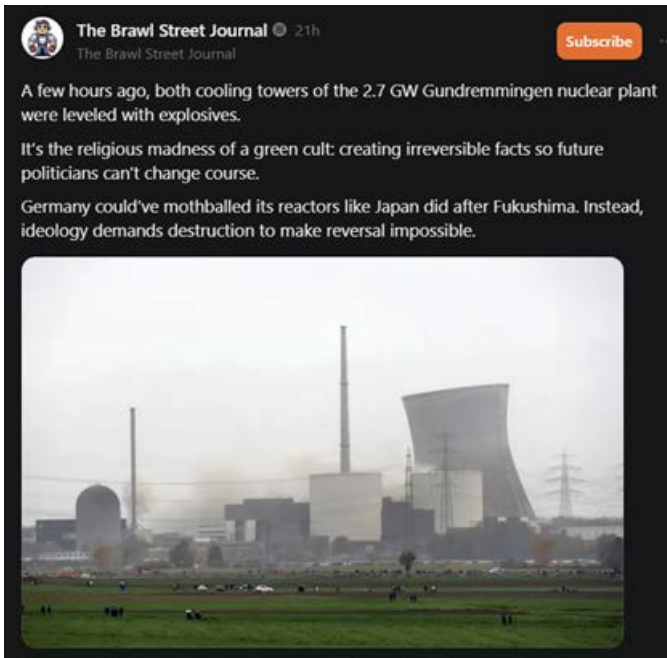 The Brawl Street Journal 21h
The Brawl Street Journal
Subscribe
A few hours ago, both cooling towers of the 2.7 GW Gundremmingen nuclear plant
were leveled with explosives.
It's the religious madness of a green cult: creating irreversible facts so future
politicians can't change course.
Germany could've mothballed its reactors like Japan did after Fukushima. Instead,
ideology demands destruction to make reversal impossible.